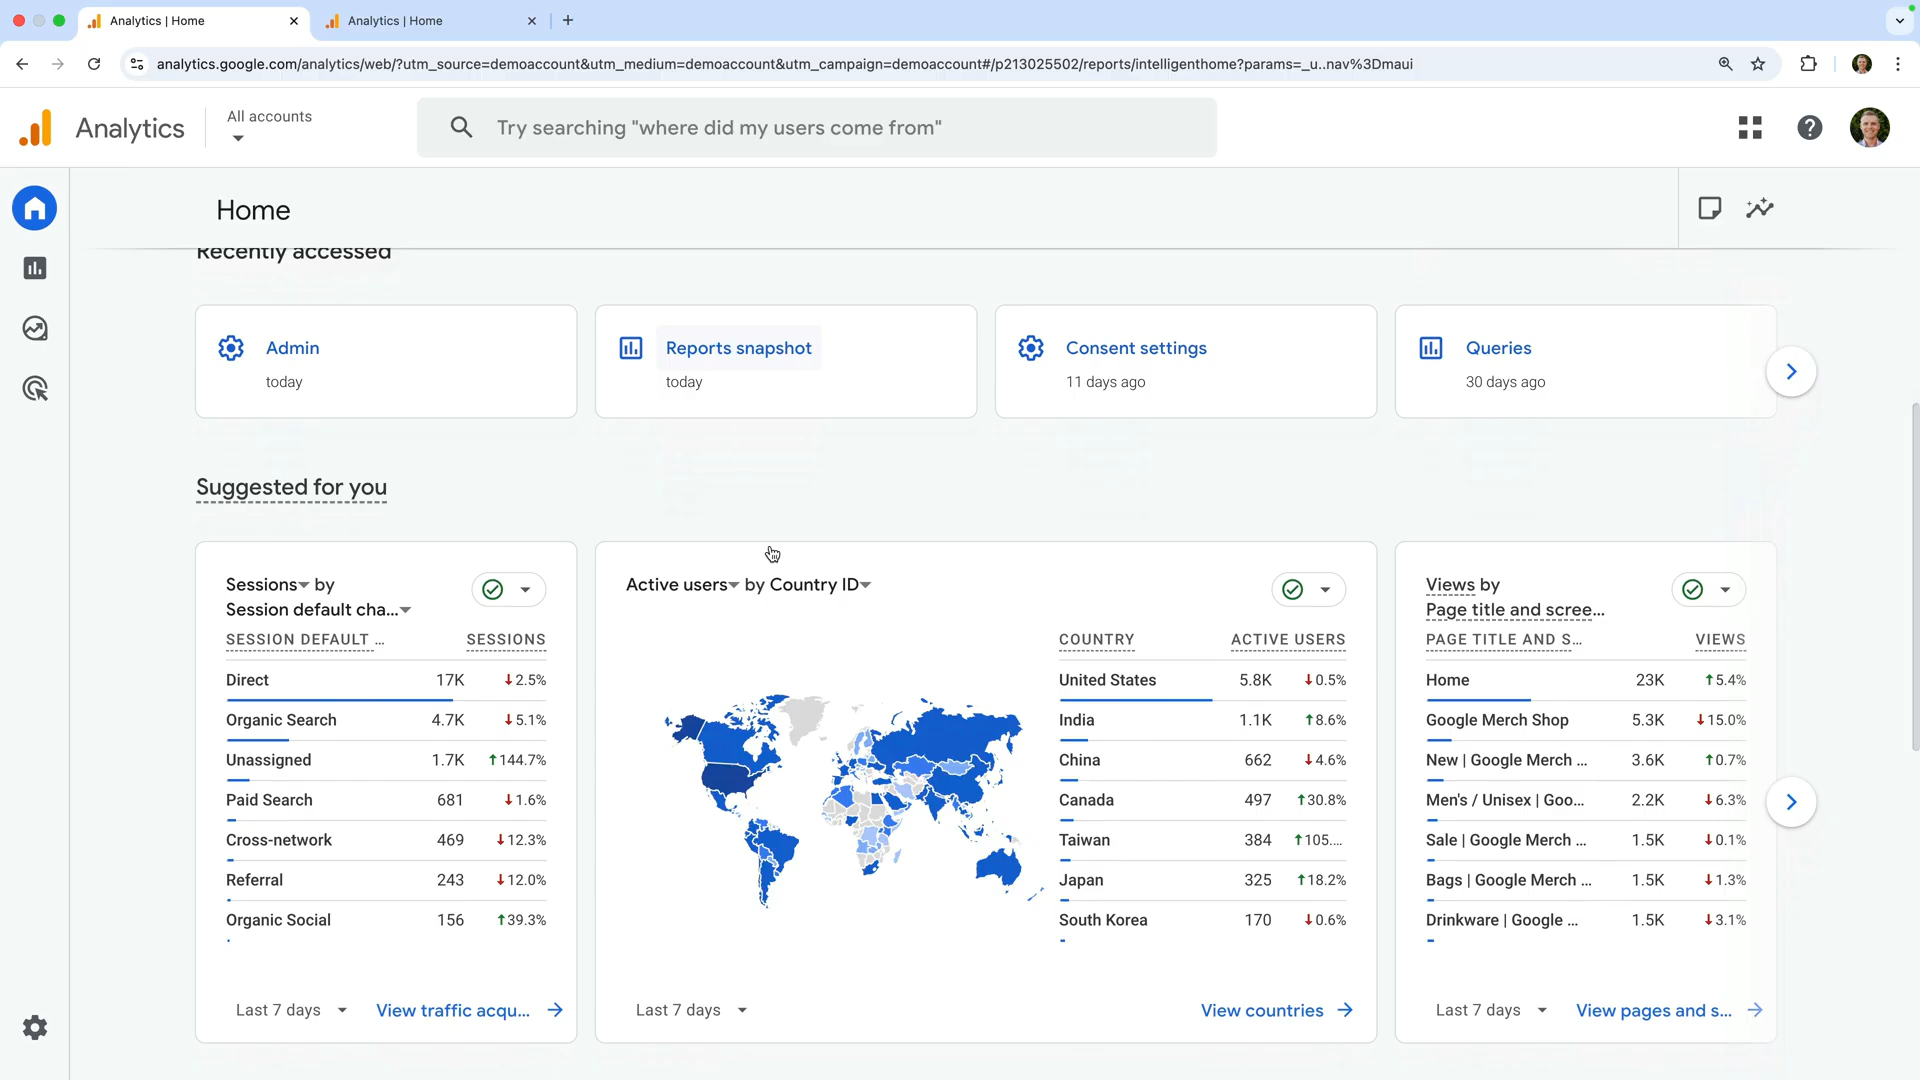 Analytics | Home
Analytics | Home
analytics.google.com/analytics/web/?utm_source=demoaccount&utm_medium=demoaccount&utm_campaign=demoaccount#/p213025502/reports/intelligenthome?params=_u..nav%3Dmaui
Analytics
All accounts
Try searching "where did my users come from"
Home
Recently accessed
Admin
today
Reports snapshot
today
Consent settings
11 days ago
Queries
30 days ago
Suggested for you
Sessions by
Session default cha...
SESSION DEFAULT ... SESSIONS
Direct 17K ↓2.5%
Organic Search 4.7K ↓5.1%
Unassigned 1.7K ↑144.7%
Paid Search 681 ↓1.6%
Cross-network 469 ↓12.3%
Referral 243 ↓12.0%
Organic Social 156 ↑39.3%
Last 7 days View traffic acqu...
Active users by Country ID
COUNTRY ACTIVE USERS
United States 5.8K ↓0.5%
India 1.1K ↑8.6%
China 662 ↓4.6%
Canada 497 ↑30.8%
Taiwan 384 ↑105....
Japan 325 ↑18.2%
South Korea 170 ↓0.6%
Last 7 days View countries
Views by
Page title and scree...
PAGE TITLE AND S... VIEWS
Home 23K ↑5.4%
Google Merch Shop 5.3K ↓15.0%
New | Google Merch ... 3.6K ↑0.7%
Men's / Unisex | Goo... 2.2K ↓6.3%
Sale | Google Merch ... 1.5K ↓0.1%
Bags | Google Merch ... 1.5K ↓1.3%
Drinkware | Google ... 1.5K ↓3.1%
Last 7 days View pages and s...